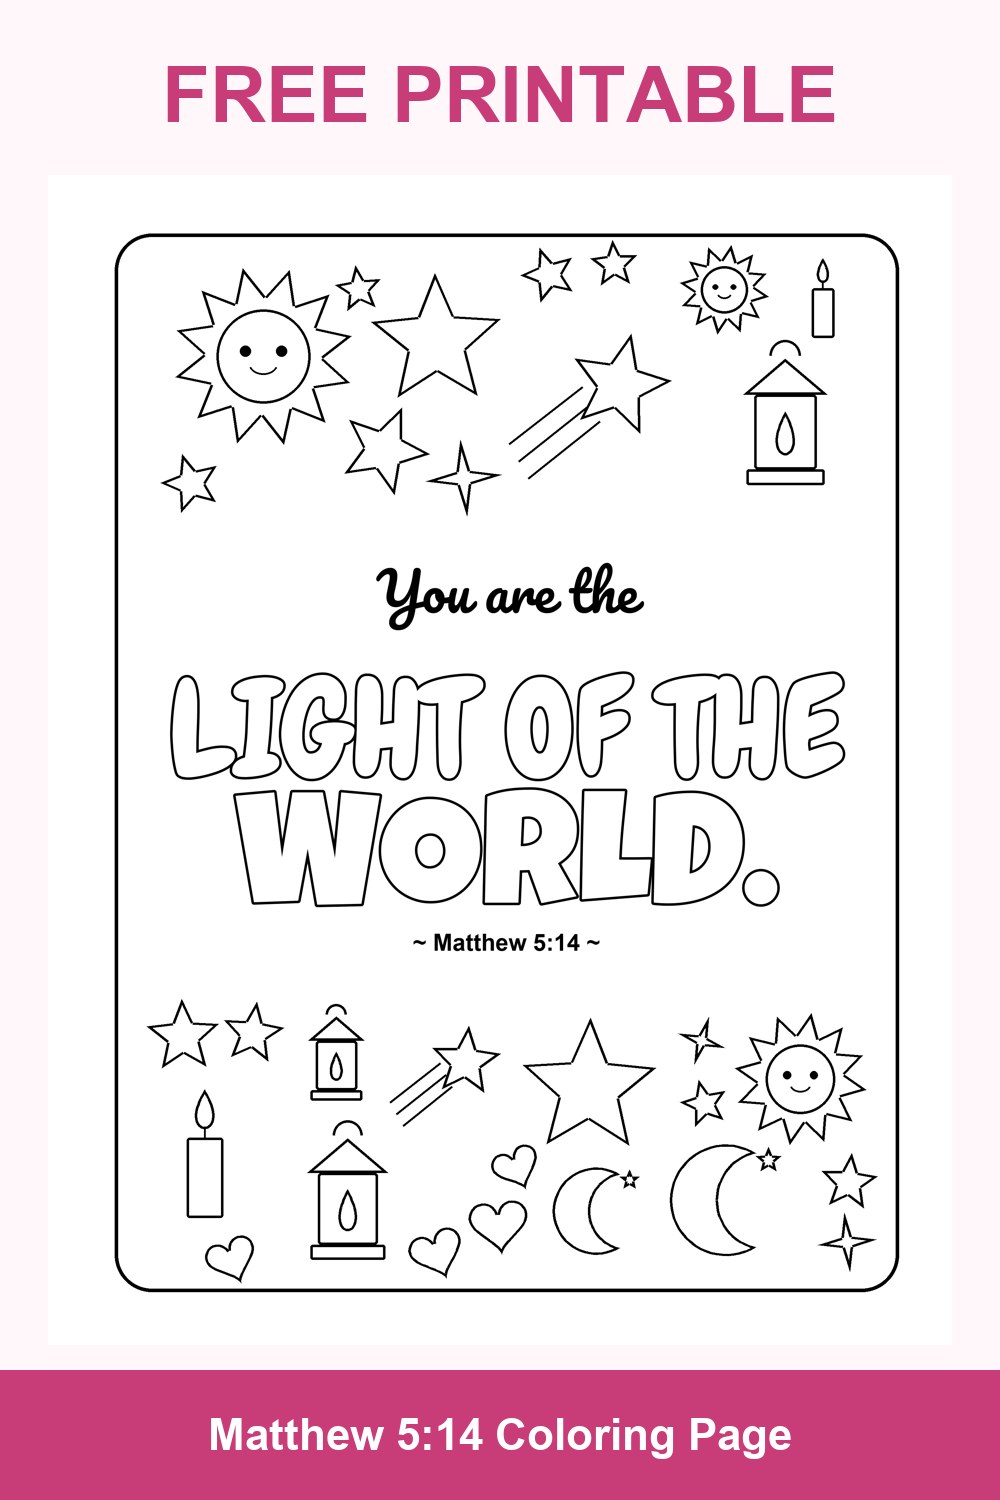 FREE PRINTABLE
You are the
LIGHT OF THE
WORLD.
~ Matthew 5:14 ~
Matthew 5:14 Coloring Page